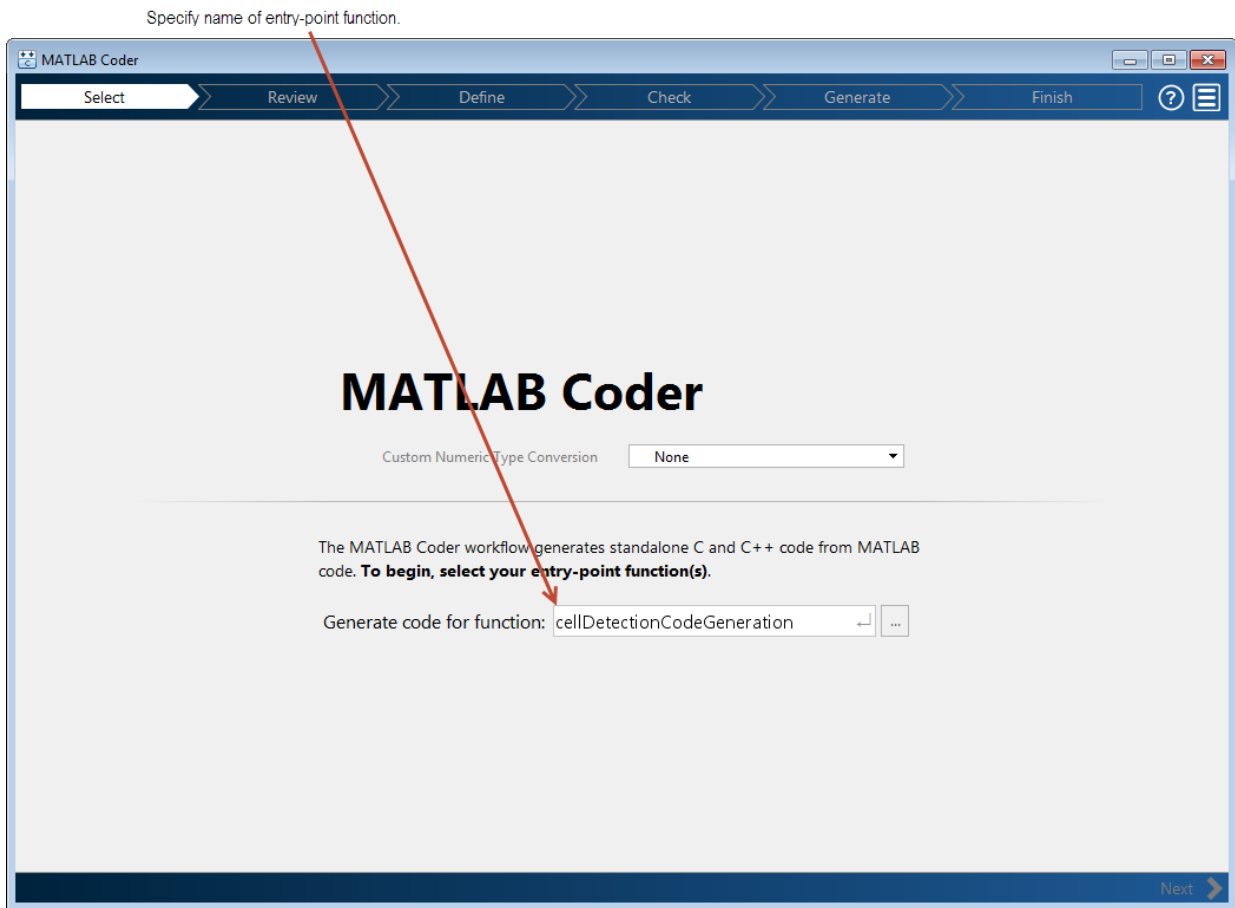 Specify name of entry-point function.
MATLAB Coder
Select Review Define Check Generate Finish
MATLAB Coder
Custom Numeric Type Conversion None
The MATLAB Coder workflow generates standalone C and C++ code from MATLAB
code. To begin, select your entry-point function(s).
Generate code for function: cellDetectionCodeGeneration ...
Next